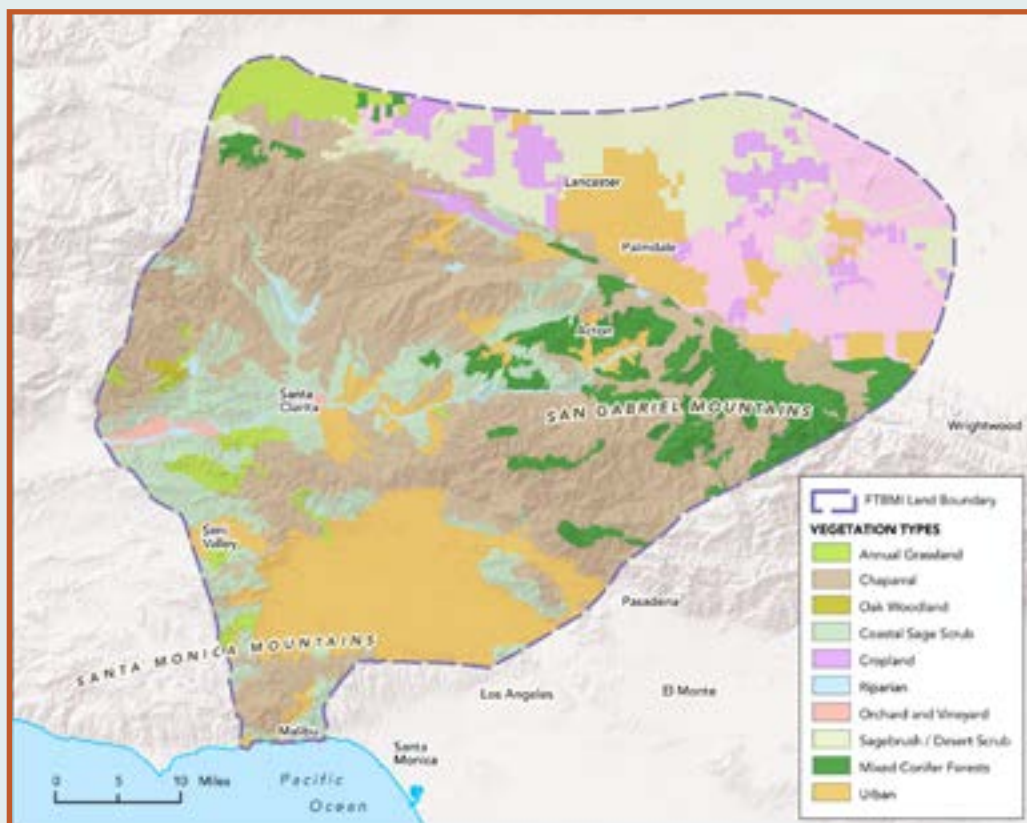 Lancaster
Palmdale
Acton
Santa
Clarita
SAN GABRIEL MOUNTAINS
Wrightwood
Simi
Valley
Pasadena
SANTA MONICA MOUNTAINS
Los Angeles
El Monte
Malibu
Santa
Monica
0 5 10 Miles
Pacific
Ocean
FTBMI Land Boundary
VEGETATION TYPES
Annual Grassland
Chaparral
Oak Woodland
Coastal Sage Scrub
Cropland
Riparian
Orchard and Vineyard
Sagebrush / Desert Scrub
Mixed Conifer Forests
Urban